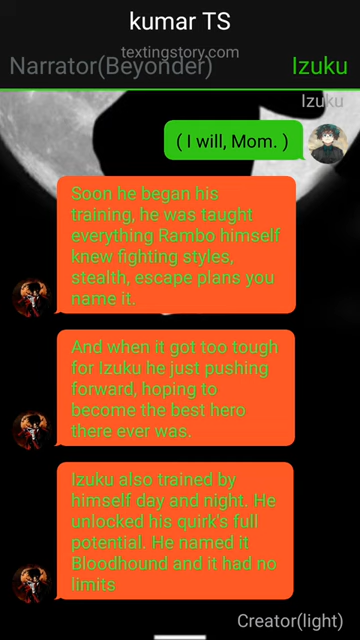 kumar TS
textingstory.com
Narrator(Beyonder) Izuku
Izuku
( I will, Mom. )
Soon he began his
training, he was taught
everything Rambo himself
knew fighting styles,
stealth, escape plans you
name it.
And when it got too tough
for Izuku he just pushing
forward, hoping to
become the best hero
there ever was.
Izuku also trained by
himself day and night. He
unlocked his quirk's full
potential. He named it
Bloodhound and it had no
limits
Creator(light)